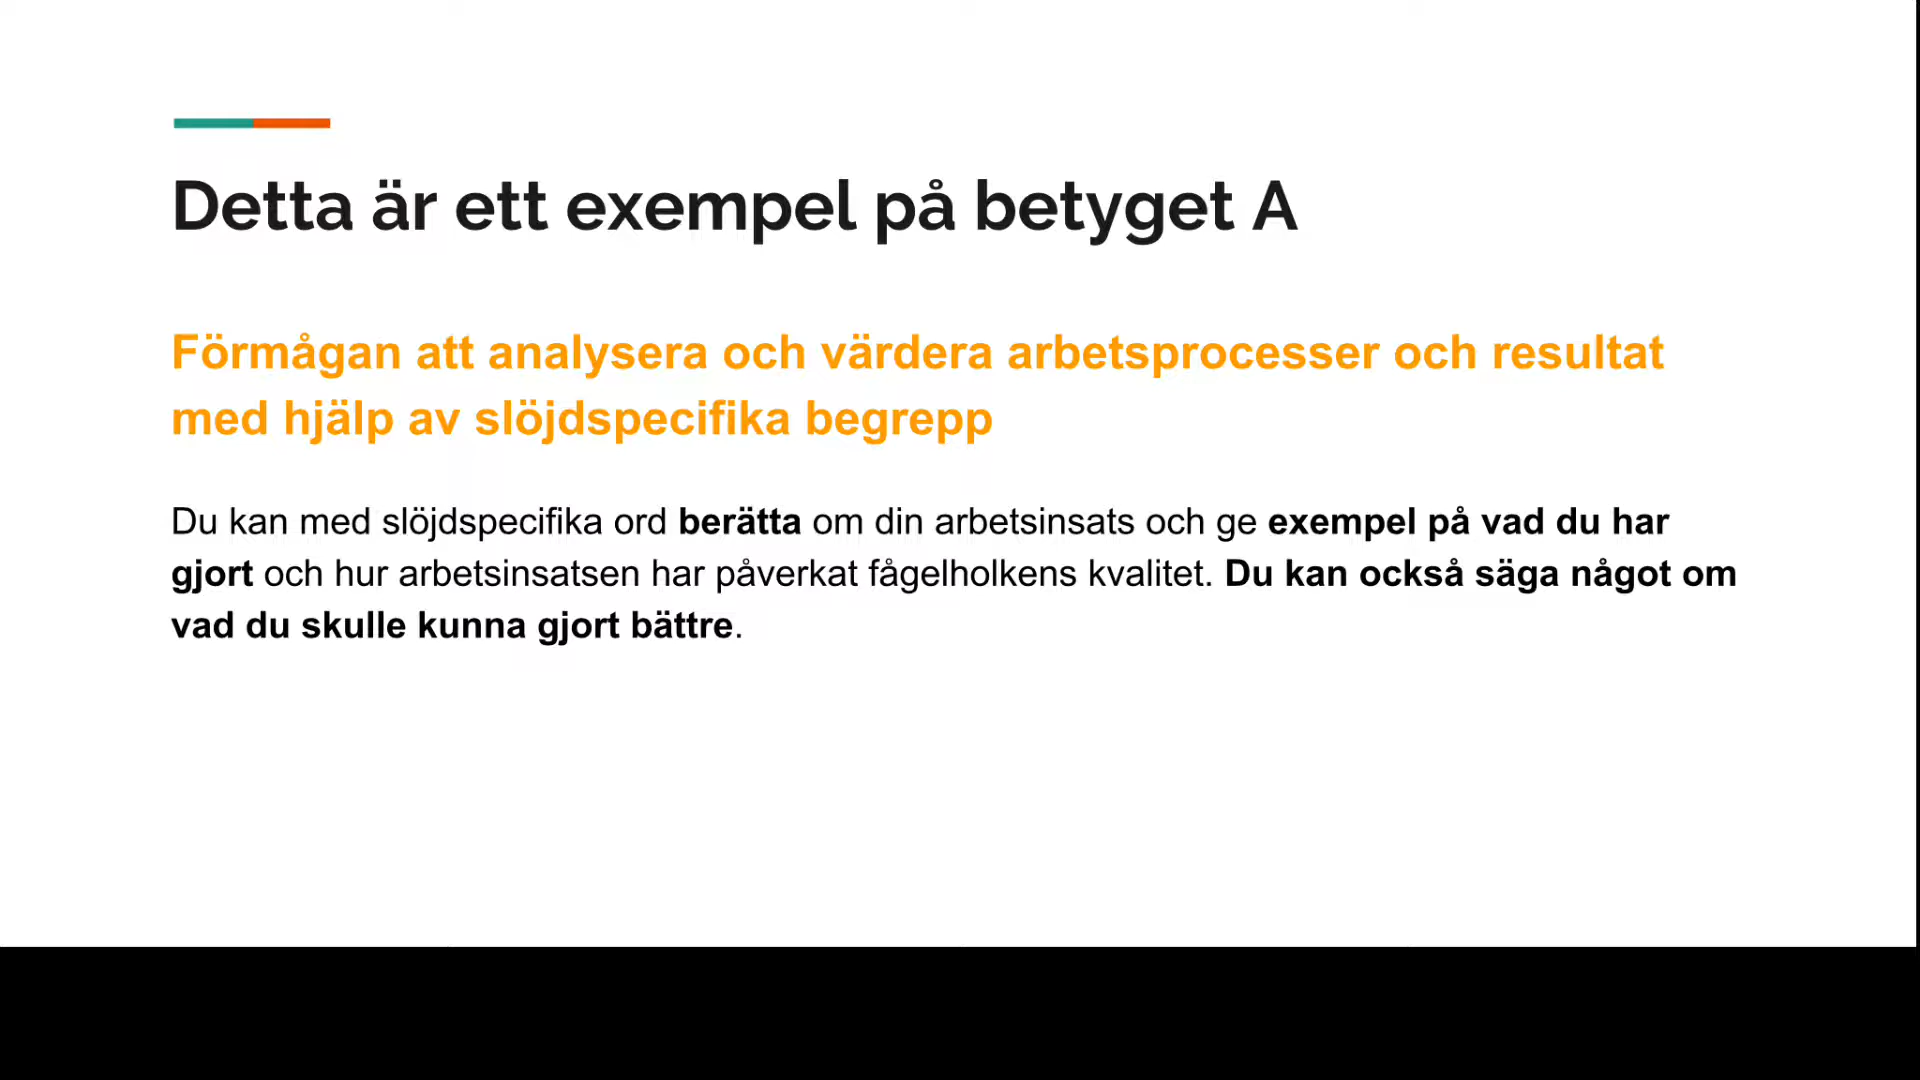 Detta är ett exempel på betyget A
Förmågan att analysera och värdera arbetsprocesser och resultat
med hjälp av slöjdspecifika begrepp
Du kan med slöjdspecifika ord berätta om din arbetsinsats och ge exempel på vad du har
gjort och hur arbetsinsatsen har påverkat fågelholkens kvalitet. Du kan också säga något om
vad du skulle kunna gjort bättre.